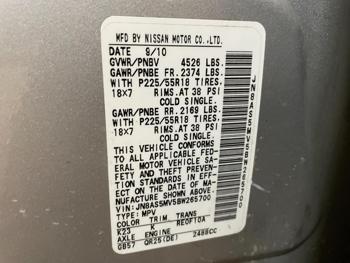 MFD BY NISSAN MOTOR CO.,LTD.
DATE 9/10
GVWR/PNBV 4526 LBS.
GAWR/PNBE FR. 2374 LBS.
WITH P225/55R18 TIRES,
18x7 RIMS.AT 38 PSI
COLD SINGLE.
GAWR/PNBE RR. 2169 LBS.
WITH P225/55R18 TIRES,
18x7 RIMS.AT 38 PSI
COLD SINGLE.
THIS VEHICLE CONFORMS
TO ALL APPLICABLE FED-
ERAL MOTOR VEHICLE SA-
FETY AND THEFT PREVEN-
TION STANDARDS IN EFFE-
CT ON THE DATE OF MA-
NUFACTURE SHOWN ABOVE.
VIN: JN8AS5MV5BW265700
TYPE: MPV
COLOR TRIM TRANS
K23 K RE0F10A
AXLE ENGINE
GB57 QR25(DE) 2488CC
JN8AS5MV5BW265700